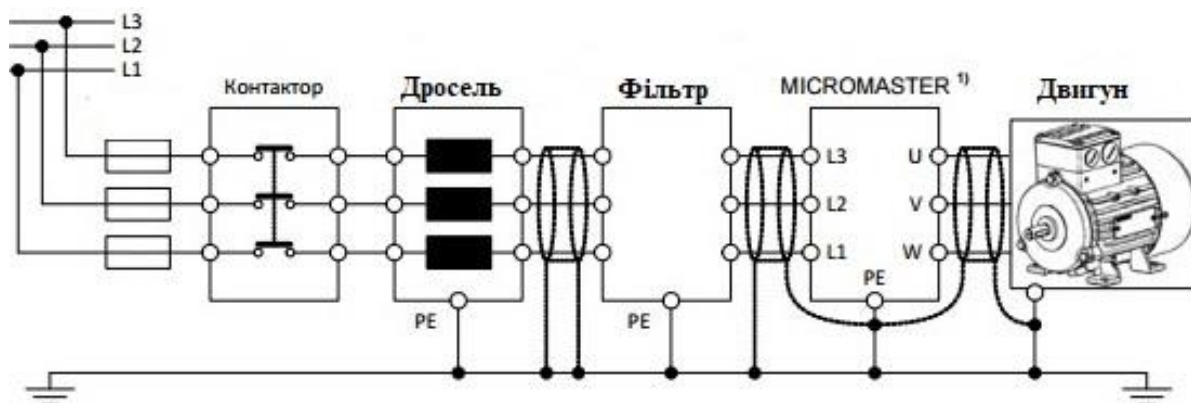 L3
L2
L1
Контактор
Дросель
Фільтр
MICROMASTER 1)
Двигун
L3 U
L2 V
L1 W
PE
PE
PE